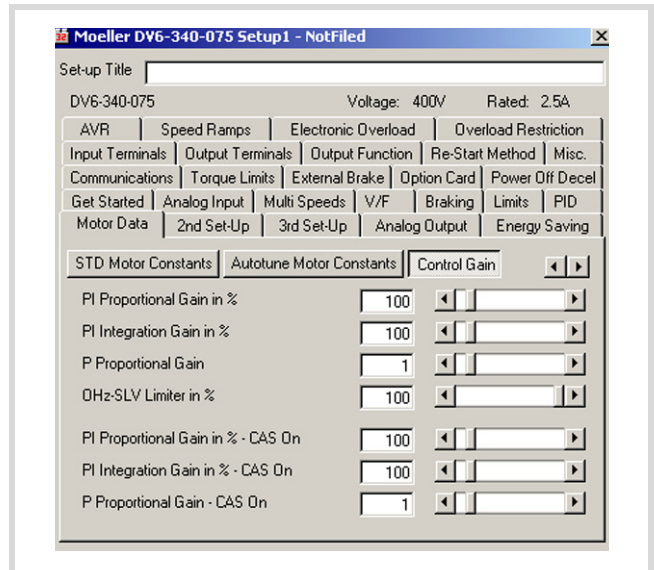 Moeller DV6-340-075 Setup1 - NotFiled
Set-up Title
DV6-340-075 Voltage: 400V Rated: 2.5A
AVR Speed Ramps Electronic Overload Overload Restriction
Input Terminals Output Terminals Output Function Re-Start Method Misc.
Communications Torque Limits External Brake Option Card Power Off Decel
Get Started Analog Input Multi Speeds V/F Braking Limits PID
Motor Data 2nd Set-Up 3rd Set-Up Analog Output Energy Saving
STD Motor Constants Autotune Motor Constants Control Gain
PI Proportional Gain in % 100
PI Integration Gain in % 100
P Proportional Gain 1
0Hz-SLV Limiter in % 100
PI Proportional Gain in % - CAS On 100
PI Integration Gain in % - CAS On 100
P Proportional Gain - CAS On 1